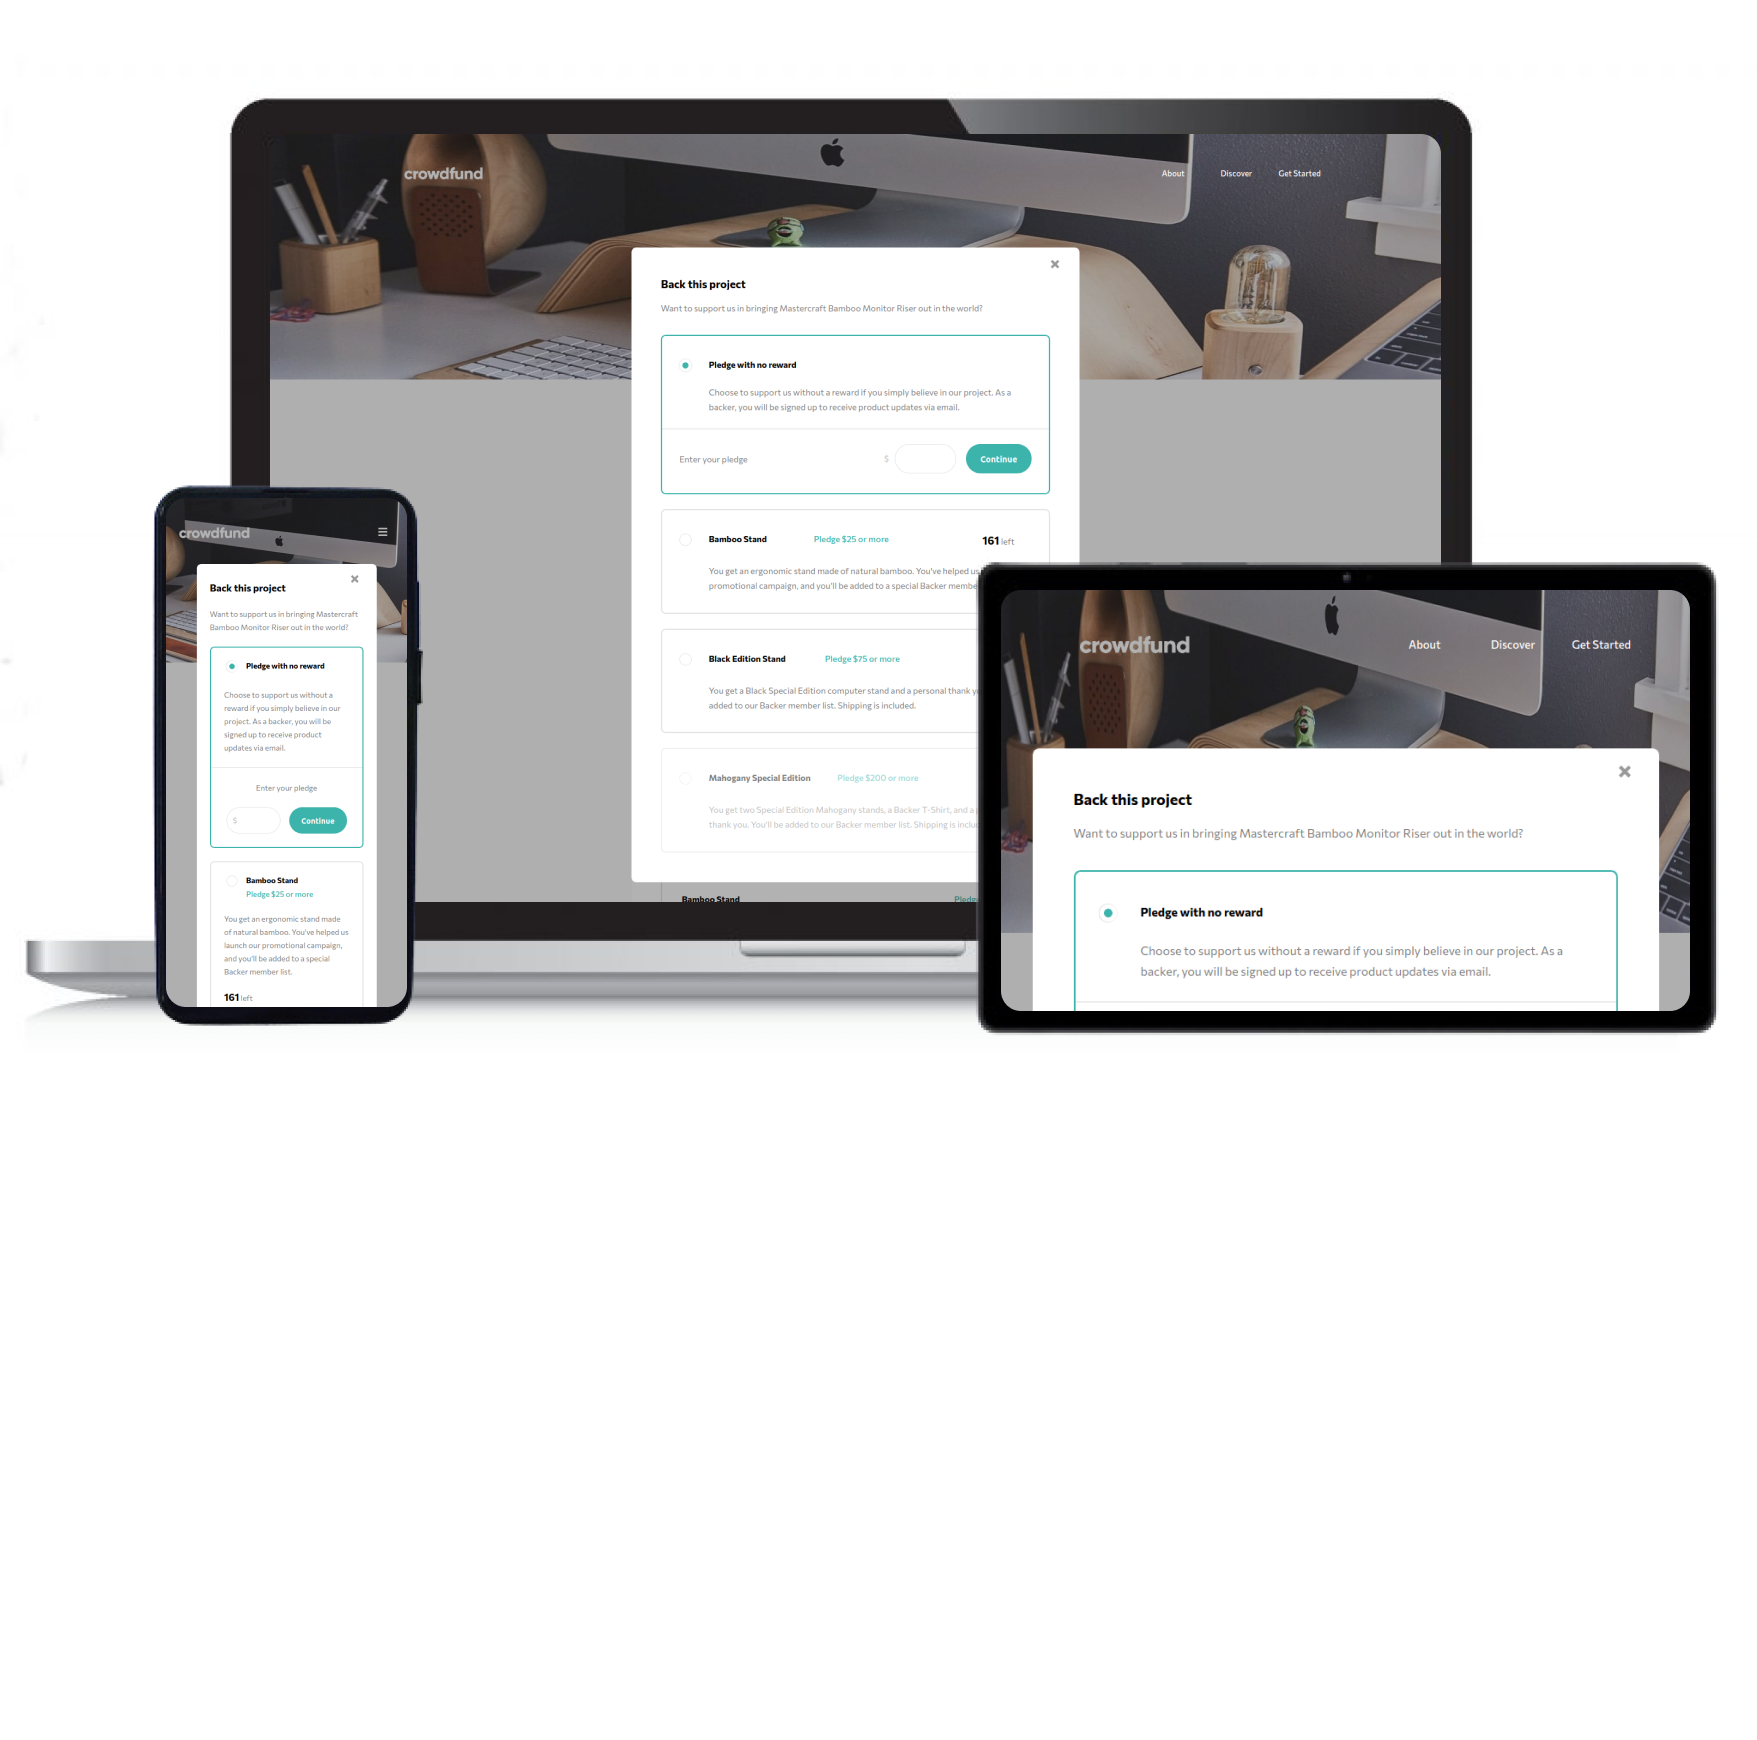 crowdfund
About Discover Get Started
Back this project
Want to support us in bringing Mastercraft Bamboo Monitor Riser out in the world?
Pledge with no reward
Choose to support us without a reward if you simply believe in our project. As a
backer, you will be signed up to receive product updates via email.
Enter your pledge
$
Continue
Bamboo Stand Pledge $25 or more 161 left
You get an ergonomic stand made of natural bamboo. You've helped us
promotional campaign, and you'll be added to a special Backer
Black Edition Stand Pledge $75 or more
You get a Black Special Edition computer stand and a personal thank
added to our Backer member list. Shipping is included.
Mahogany Special Edition Pledge $200 or more
You get two Special Edition Mahogany stands, a Backer T-Shirt, and a
thank you. You'll be added to our Backer member list. Shipping is
Bamboo Stand
crowdfund
Back this project
Want to support us in bringing Mastercraft
Bamboo Monitor Riser out in the world?
Pledge with no reward
Choose to support us without a
reward if you simply believe in our
project. As a backer, you will be
signed up to receive product
updates via email.
Enter your pledge
$
Continue
Bamboo Stand
Pledge $25 or more
You get an ergonomic stand made
of natural bamboo. You've helped us
launch our promotional campaign,
and you'll be added to a special
Backer member list.
161 left
crowdfund
About Discover Get Started
Back this project
Want to support us in bringing Mastercraft Bamboo Monitor Riser out in the world?
Pledge with no reward
Choose to support us without a reward if you simply believe in our project. As a
backer, you will be signed up to receive product updates via email.